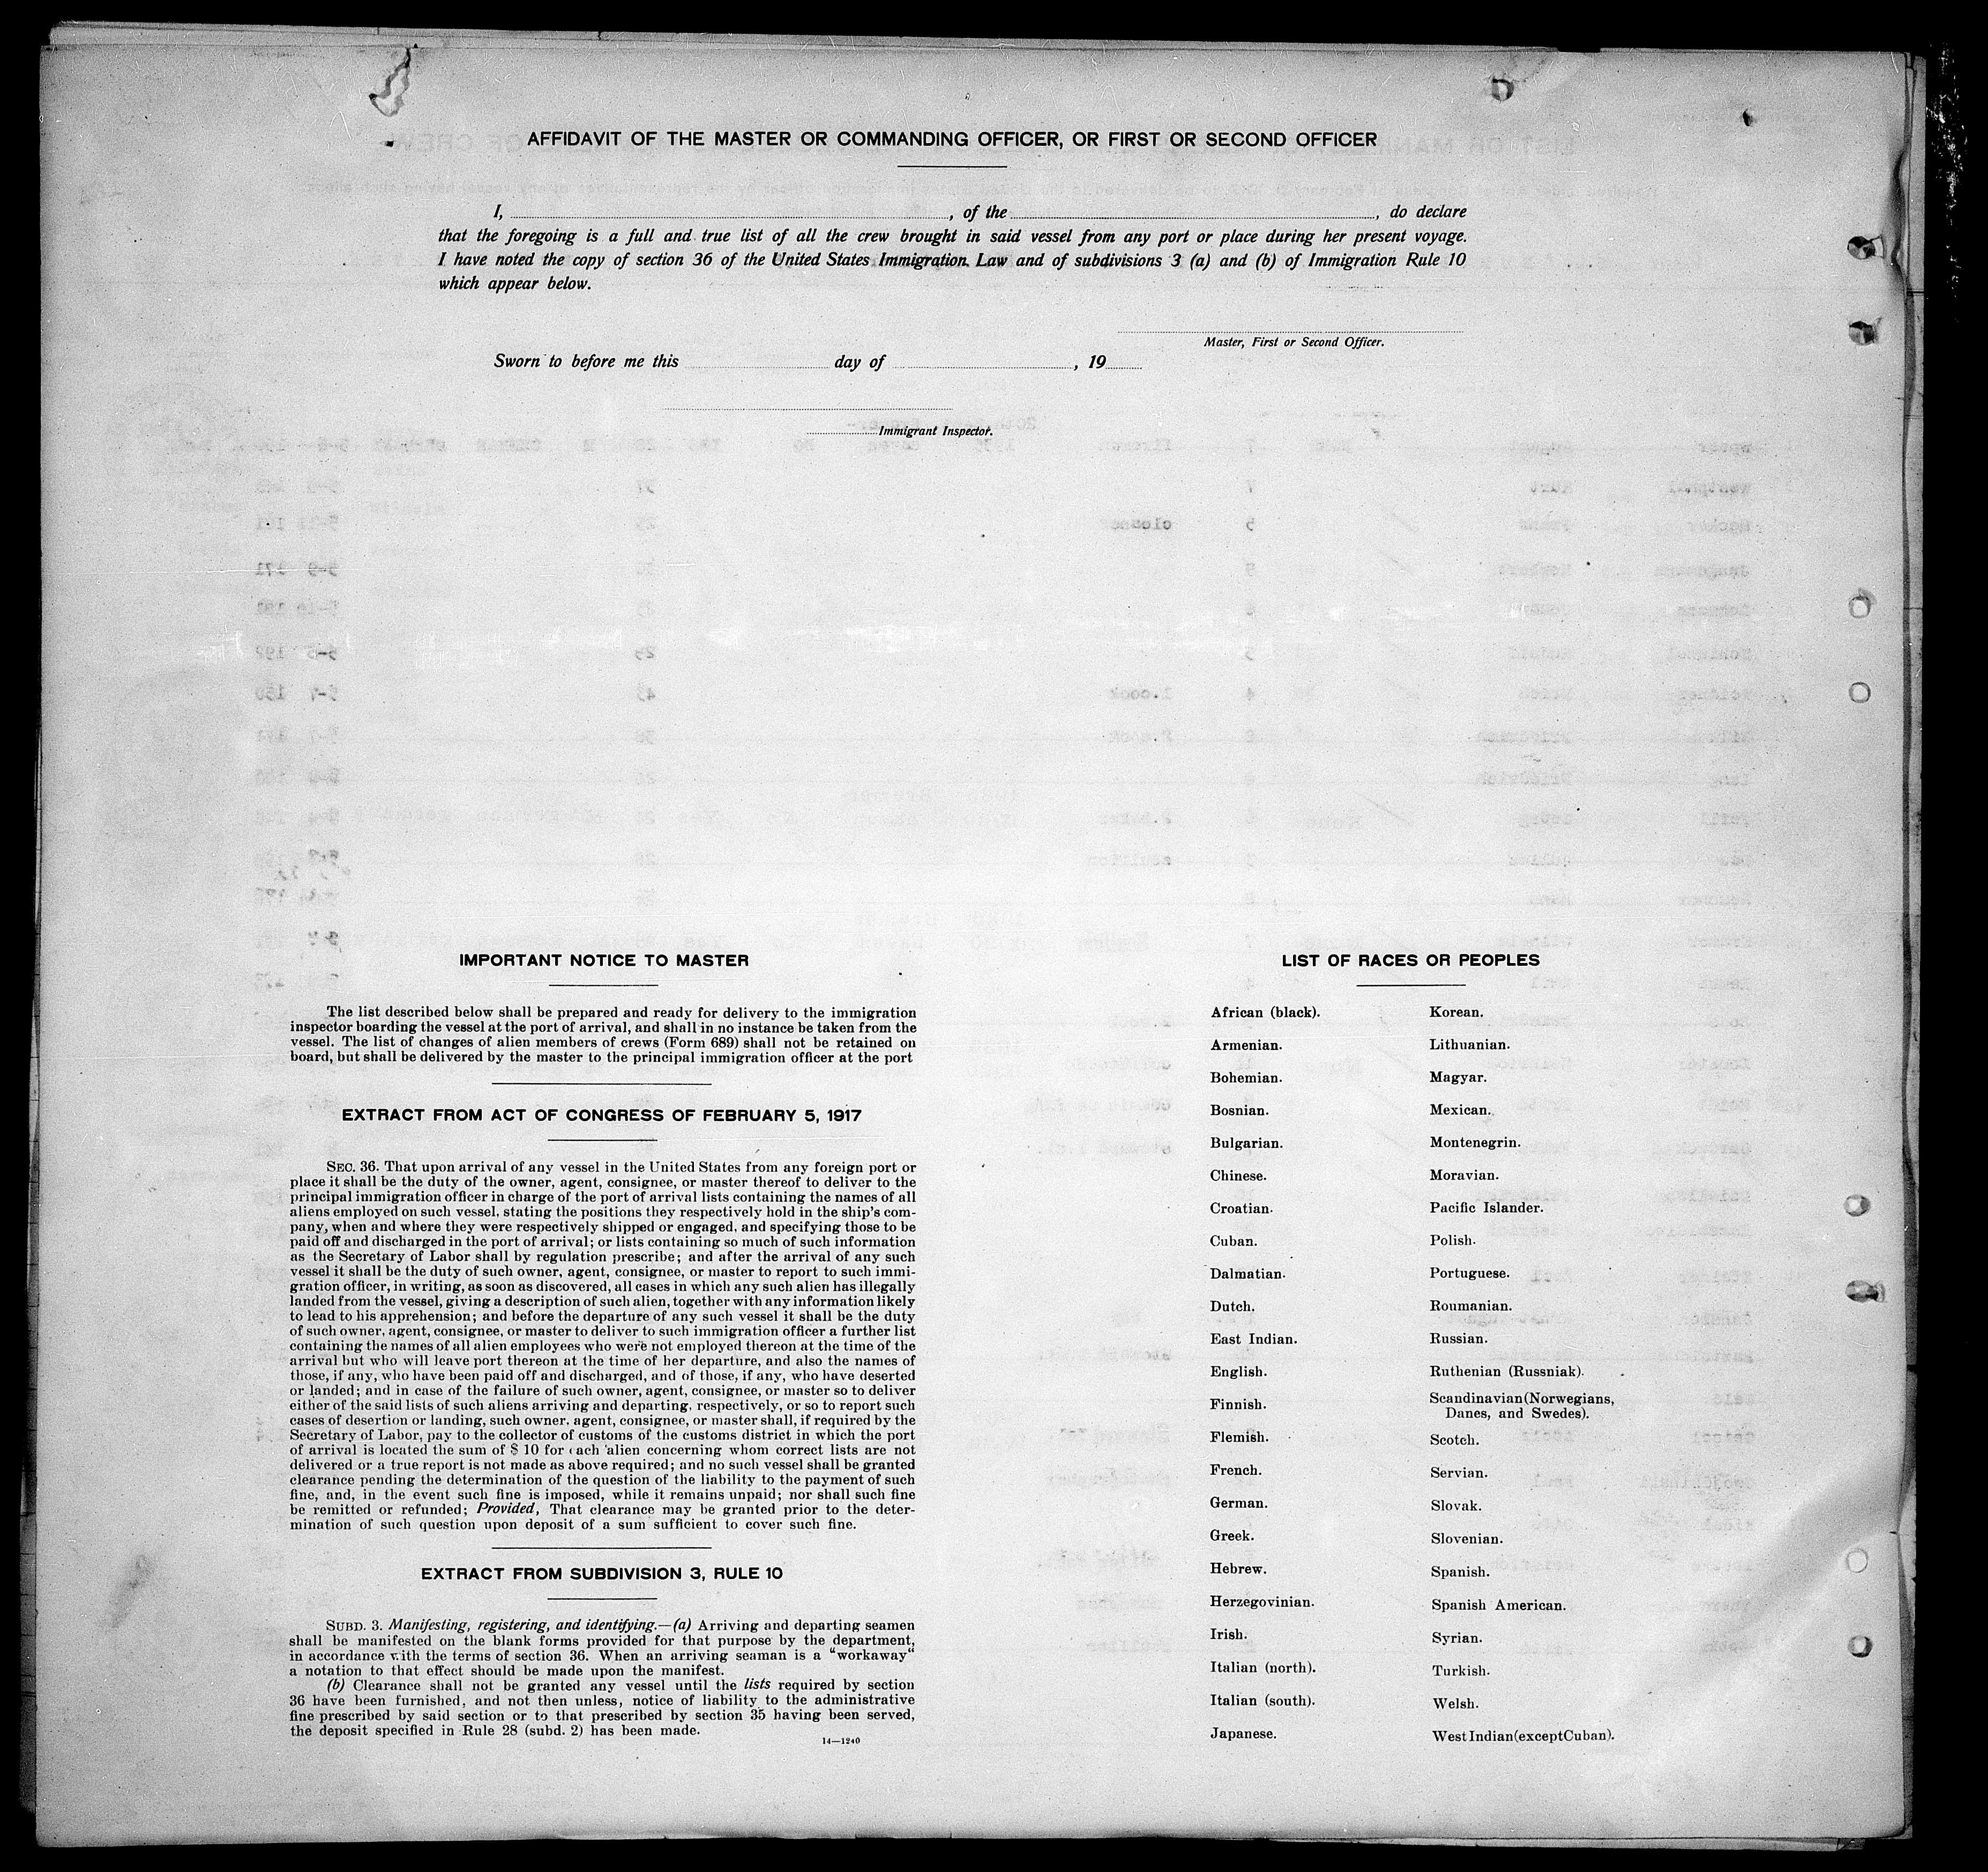 AFFIDAVIT OF THE MASTER OR COMMANDING OFFICER, OR FIRST OR SECOND OFFICER
I, , of the , do declare
that the foregoing is a full and true list of all the crew brought in said vessel from any port or place during her present voyage.
I have noted the copy of section 36 of the United States Immigration Law and of subdivisions 3 (a) and (b) of Immigration Rule 10
which appear below.
Master, First or Second Officer.
Sworn to before me this day of , 19
Immigrant Inspector.
IMPORTANT NOTICE TO MASTER
The list described below shall be prepared and ready for delivery to the immigration
inspector boarding the vessel at the port of arrival, and shall in no instance be taken from the
vessel. The list of changes of alien members of crews (Form 689) shall not be retained on
board, but shall be delivered by the master to the principal immigration officer at the port
EXTRACT FROM ACT OF CONGRESS OF FEBRUARY 5, 1917
SEC. 36. That upon arrival of any vessel in the United States from any foreign port or
place it shall be the duty of the owner, agent, consignee, or master thereof to deliver to the
principal immigration officer in charge of the port of arrival lists containing the names of all
aliens employed on such vessel, stating the positions they respectively hold in the ship's com-
pany, when and where they were respectively shipped or engaged, and specifying those to be
paid off and discharged in the port of arrival; or lists containing so much of such information
as the Secretary of Labor shall by regulation prescribe; and after the arrival of any such
vessel it shall be the duty of such owner, agent, consignee, or master to report to such immi-
gration officer, in writing, as soon as discovered, all cases in which any such alien has illegally
landed from the vessel, giving a description of such alien, together with any information likely
to lead to his apprehension; and before the departure of any such vessel it shall be the duty
of such owner, agent, consignee, or master to deliver to such immigration officer a further list
containing the names of all alien employees who were not employed thereon at the time of the
arrival but who will leave port thereon at the time of her departure, and also the names of
those, if any, who have been paid off and discharged, and of those, if any, who have deserted
or landed; and in case of the failure of such owner, agent, consignee, or master so to deliver
either of the said lists of such aliens arriving and departing, respectively, or so to report such
cases of desertion or landing, such owner, agent, consignee, or master shall, if required by the
Secretary of Labor, pay to the collector of customs of the customs district in which the port
of arrival is located the sum of $ 10 for each alien concerning whom correct lists are not
delivered or a true report is not made as above required; and no such vessel shall be granted
clearance pending the determination of the question of the liability to the payment of such
fine, and, in the event such fine is imposed, while it remains unpaid; nor shall such fine
be remitted or refunded; Provided, That clearance may be granted prior to the deter-
mination of such question upon deposit of a sum sufficient to cover such fine.
EXTRACT FROM SUBDIVISION 3, RULE 10
SUBD. 3. Manifesting, registering, and identifying.—(a) Arriving and departing seamen
shall be manifested on the blank forms provided for that purpose by the department,
in accordance with the terms of section 36. When an arriving seaman is a "workaway"
a notation to that effect should be made upon the manifest.
(b) Clearance shall not be granted any vessel until the lists required by section
36 have been furnished, and not then unless, notice of liability to the administrative
fine prescribed by said section or to that prescribed by section 35 having been served,
the deposit specified in Rule 28 (subd. 2) has been made.
14—1240
LIST OF RACES OR PEOPLES
African (black).
Armenian.
Bohemian.
Bosnian.
Bulgarian.
Chinese.
Croatian.
Cuban.
Dalmatian.
Dutch.
East Indian.
English.
Finnish.
Flemish.
French.
German.
Greek.
Hebrew.
Herzegovinian.
Irish.
Italian (north).
Italian (south).
Japanese.
Korean.
Lithuanian.
Magyar.
Mexican.
Montenegrin.
Moravian.
Pacific Islander.
Polish.
Portuguese.
Roumanian.
Russian.
Ruthenian (Russniak).
Scandinavian (Norwegians,
Danes, and Swedes).
Scotch.
Servian.
Slovak.
Slovenian.
Spanish.
Spanish American.
Syrian.
Turkish.
Welsh.
West Indian (except Cuban).